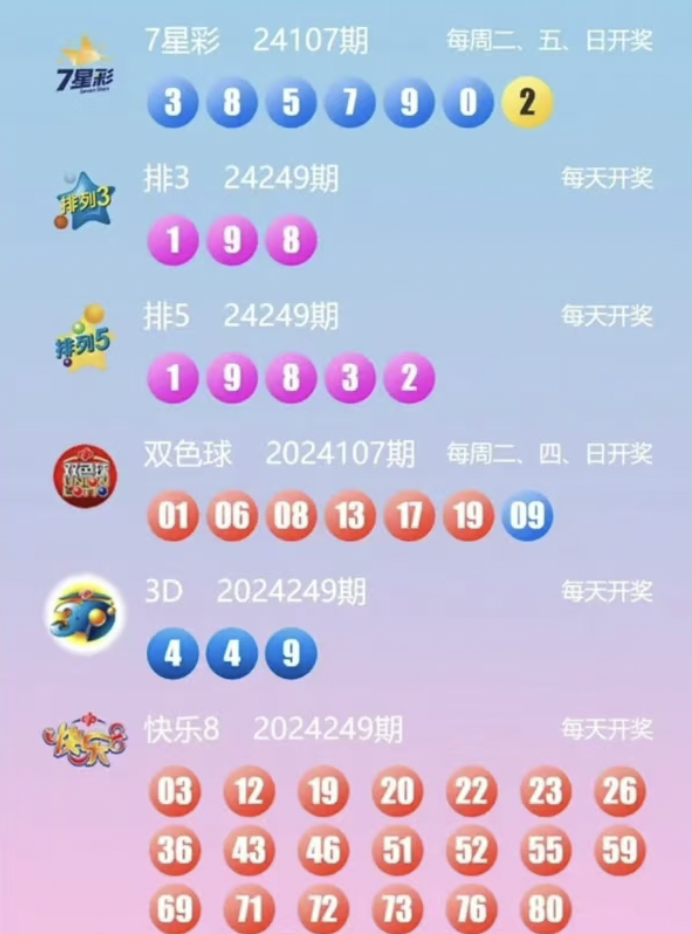 7星彩 24107期 每周二、五、日开奖
7星彩
3 8 5 7 9 0 2
排3 24249期 每天开奖
排列3
1 9 8
排5 24249期 每天开奖
排列5
1 9 8 3 2
双色球 2024107期 每周二、四、日开奖
双色球
01 06 08 13 17 19 09
3D 2024249期 每天开奖
4 4 9
快乐8 2024249期 每天开奖
03 12 19 20 22 23 26
36 43 46 51 52 55 59
69 71 72 73 76 80